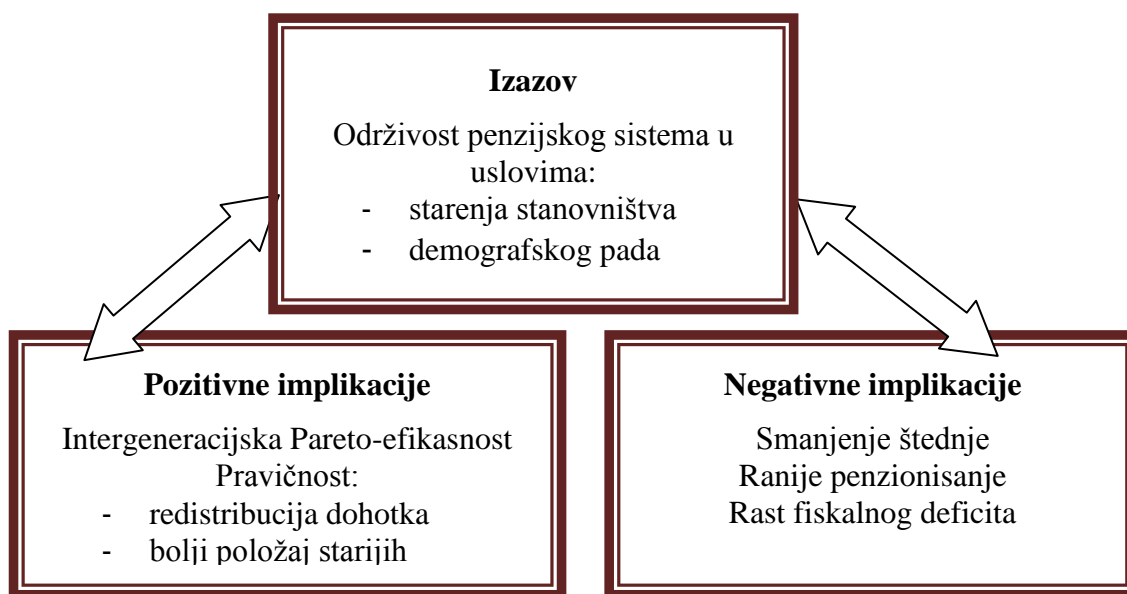 Izazov
Održivost penzijskog sistema u
uslovima:
- starenja stanovništva
- demografskog pada
Pozitivne implikacije
Intergeneracijska Pareto-efikasnost
Pravičnost:
- redistribucija dohotka
- bolji položaj starijih
Negativne implikacije
Smanjenje štednje
Ranije penzionisanje
Rast fiskalnog deficita